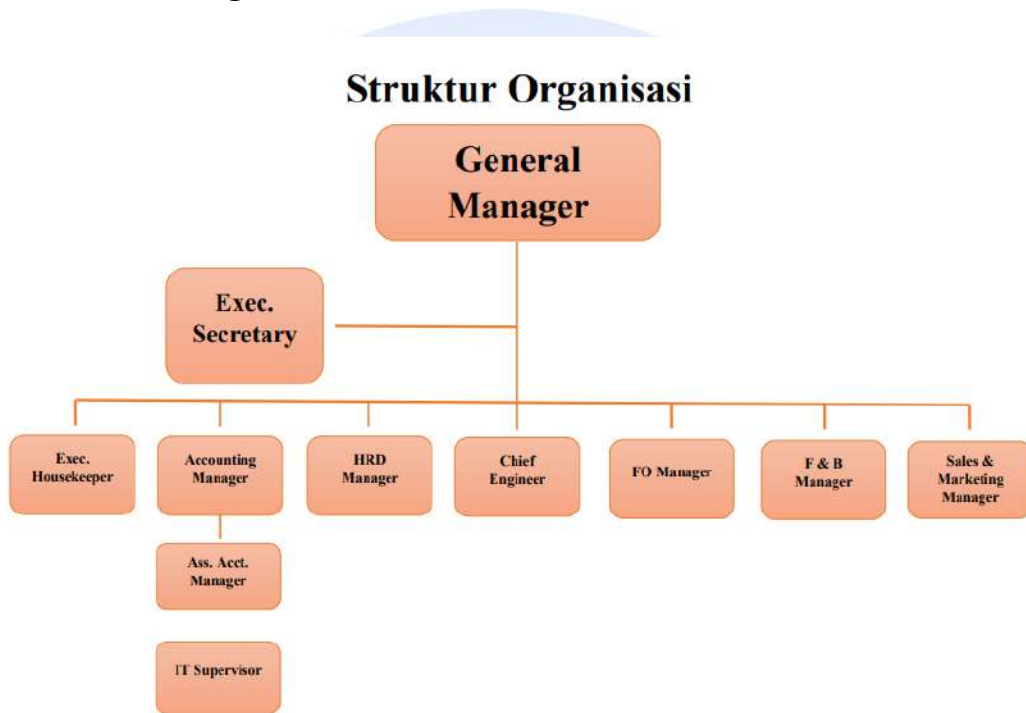 Struktur Organisasi
General
Manager
Exec.
Secretary
Exec.
Housekeeper
Accounting
Manager
HRD
Manager
Chief
Engineer
FO Manager
F & B
Manager
Sales &
Marketing
Manager
Ass. Acct.
Manager
IT Supervisor